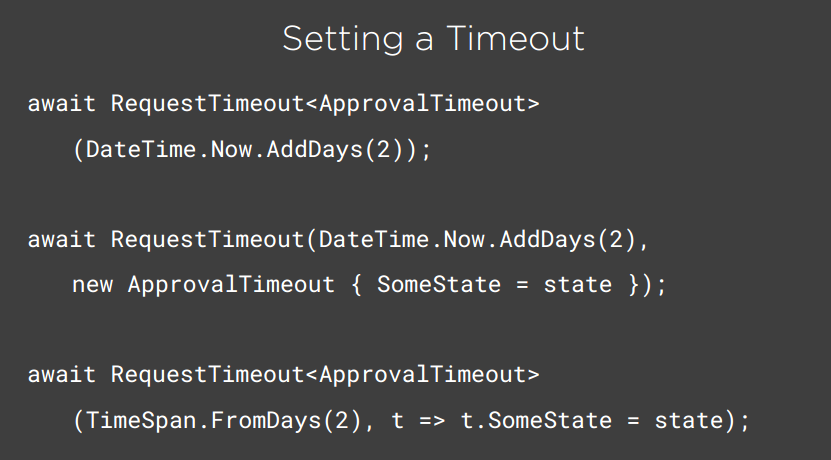 Setting a Timeout
await RequestTimeout<ApprovalTimeout>
(DateTime.Now.AddDays(2));
await RequestTimeout(DateTime.Now.AddDays(2),
new ApprovalTimeout { SomeState = state });
await RequestTimeout<ApprovalTimeout>
(TimeSpan.FromDays(2), t => t.SomeState = state);